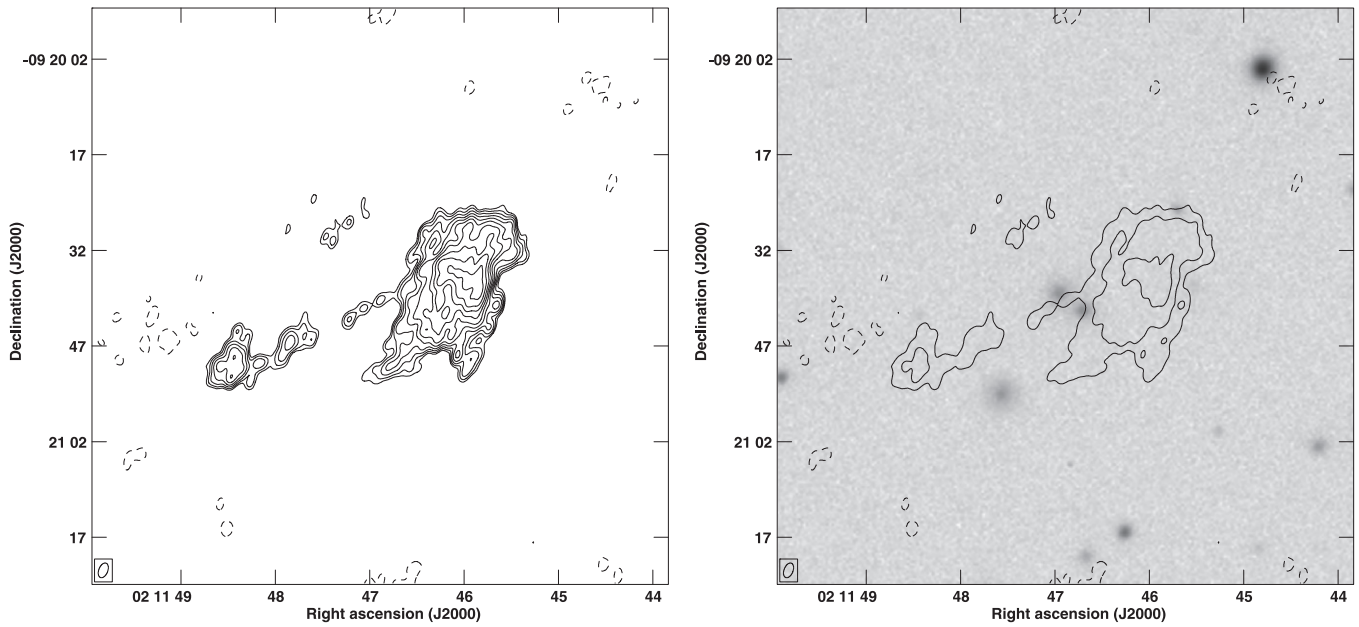 -09 20 02
17
32
47
21 02
17
02 11 49 48 47 46 45 44
Right ascension (J2000)
Declination (J2000)
-09 20 02
17
32
47
21 02
17
02 11 49 48 47 46 45 44
Right ascension (J2000)
Declination (J2000)